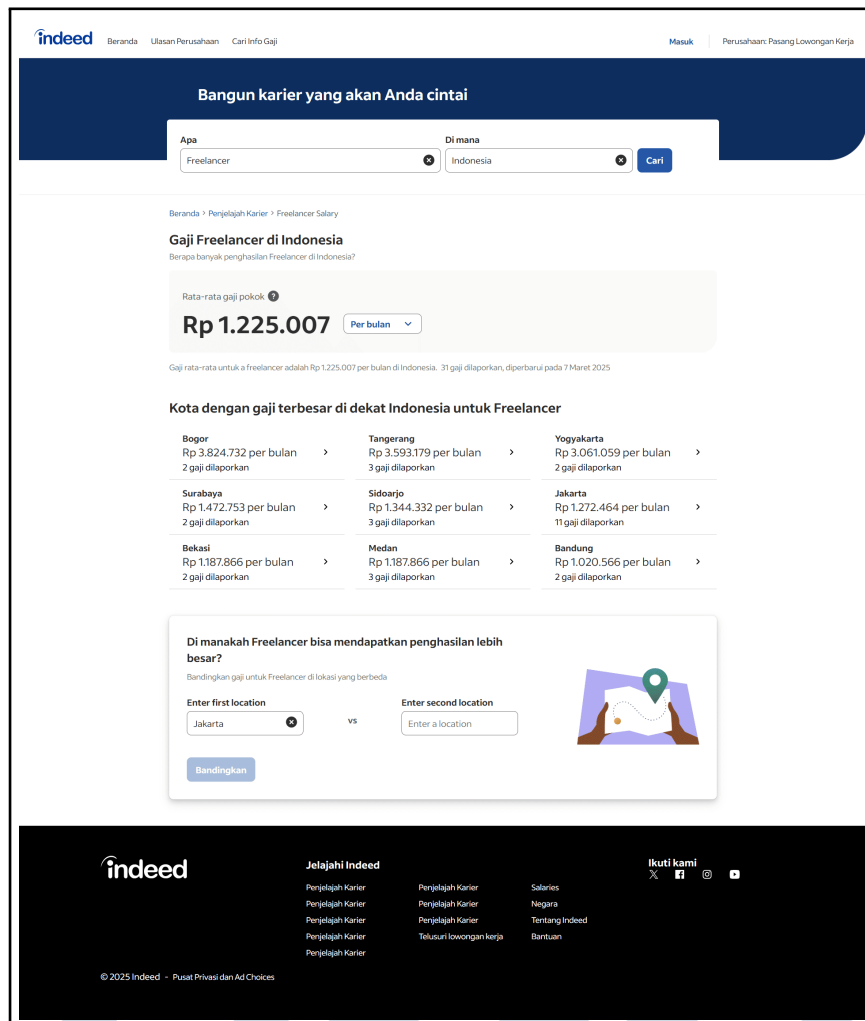 indeed Beranda Ulasan Perusahaan Cari Info Gaji Masuk Perusahaan: Pasang Lowongan Kerja
Bangun karier yang akan Anda cintai
Apa Di mana
Freelancer Indonesia Cari
Beranda > Penjelajah Karier > Freelancer Salary
Gaji Freelancer di Indonesia
Berapa banyak penghasilan Freelancer di Indonesia?
Rata-rata gaji pokok ?
Rp 1.225.007 Per bulan
Gaji rata-rata untuk a freelancer adalah Rp 1.225.007 per bulan di Indonesia. 31 gaji dilaporkan, diperbarui pada 7 Maret 2025
Kota dengan gaji terbesar di dekat Indonesia untuk Freelancer
Bogor Tangerang Yogyakarta
Rp 3.824.732 per bulan > Rp 3.593.179 per bulan > Rp 3.061.059 per bulan >
2 gaji dilaporkan 3 gaji dilaporkan 2 gaji dilaporkan
Surabaya Sidoarjo Jakarta
Rp 1.472.753 per bulan > Rp 1.344.332 per bulan > Rp 1.272.464 per bulan >
2 gaji dilaporkan 3 gaji dilaporkan 11 gaji dilaporkan
Bekasi Medan Bandung
Rp 1.187.866 per bulan > Rp 1.187.866 per bulan > Rp 1.020.566 per bulan >
2 gaji dilaporkan 3 gaji dilaporkan 2 gaji dilaporkan
Di manakah Freelancer bisa mendapatkan penghasilan lebih
besar?
Bandingkan gaji untuk Freelancer di lokasi yang berbeda
Enter first location Enter second location
Jakarta vs Enter a location
Bandingkan
indeed Jelajahi Indeed Ikuti kami
Penjelajah Karier Penjelajah Karier Salaries
Penjelajah Karier Penjelajah Karier Negara
Penjelajah Karier Penjelajah Karier Tentang Indeed
Penjelajah Karier Telusuri lowongan kerja Bantuan
Penjelajah Karier
© 2025 Indeed - Pusat Privasi dan Ad Choices